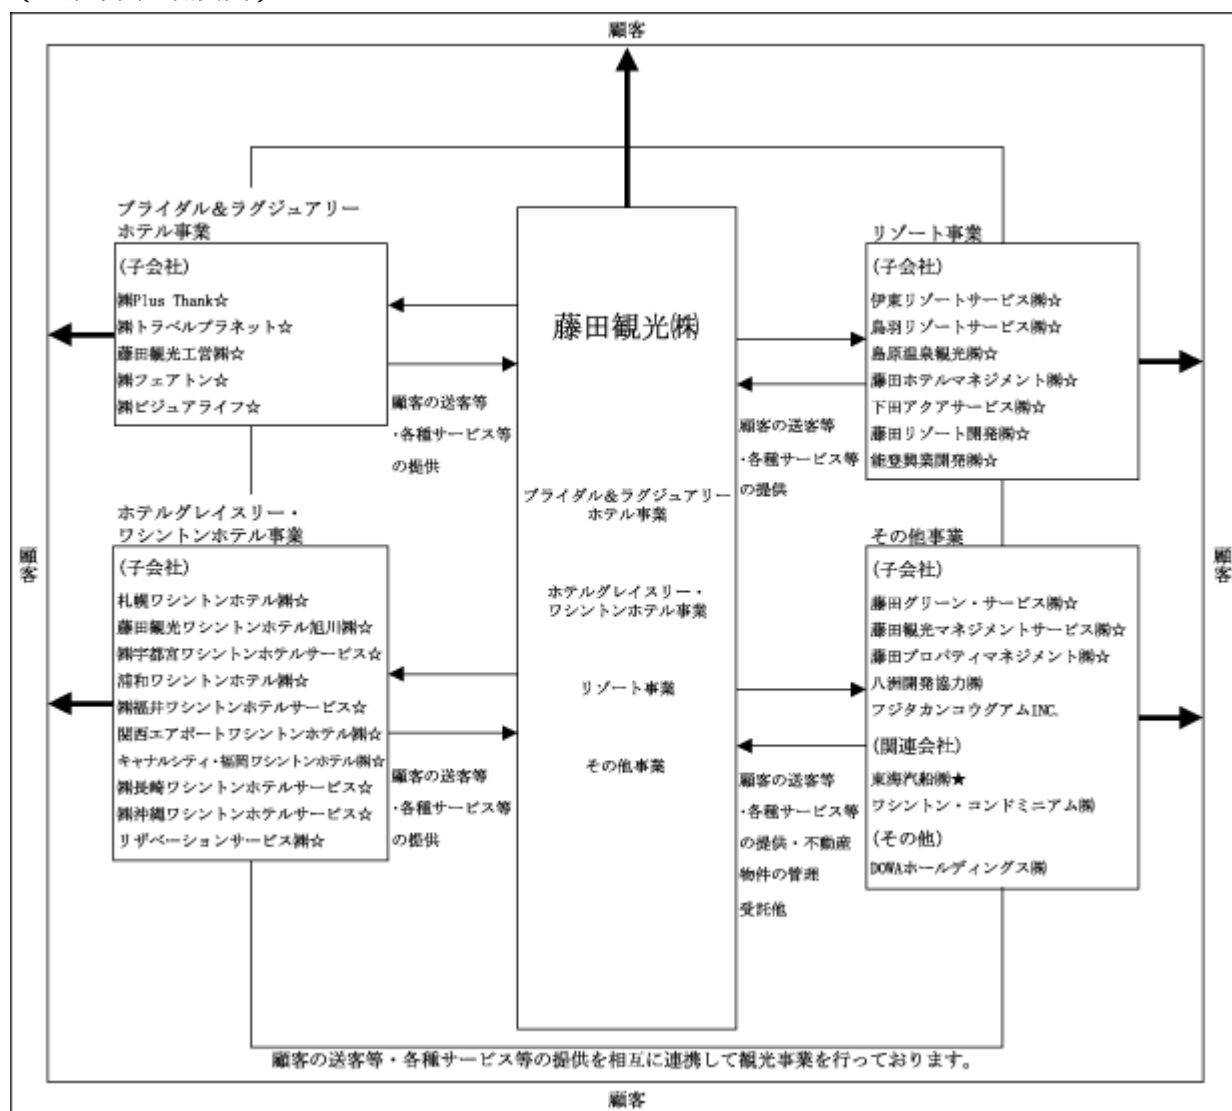 顧客
ブライダル＆ラグジュアリー
ホテル事業
(子会社)
㈱Plus Thank☆
㈱トラベルプラネット☆
藤田観光工営㈱☆
㈱フェアトン☆
㈱ビジュアライフ☆
顧客の送客等
・各種サービス等
の提供
ホテルグレイスリー・
ワシントンホテル事業
(子会社)
札幌ワシントンホテル㈱☆
藤田観光ワシントンホテル旭川㈱☆
㈱宇都宮ワシントンホテルサービス☆
浦和ワシントンホテル㈱☆
㈱福井ワシントンホテルサービス☆
関西エアポートワシントンホテル㈱☆
キャナルシティ・福岡ワシントンホテル㈱☆
㈱長崎ワシントンホテルサービス☆
㈱沖縄ワシントンホテルサービス☆
リザベーションサービス㈱☆
顧客の送客等
・各種サービス等
の提供
顧客
藤田観光㈱
ブライダル＆ラグジュアリー
ホテル事業
ホテルグレイスリー・
ワシントンホテル事業
リゾート事業
その他事業
リゾート事業
(子会社)
伊東リゾートサービス㈱☆
鳥羽リゾートサービス㈱☆
島原温泉観光㈱☆
藤田ホテルマネジメント㈱☆
下田アクアサービス㈱☆
藤田リゾート開発㈱☆
能登興業開発㈱☆
顧客の送客等
・各種サービス等
の提供
その他事業
(子会社)
藤田グリーン・サービス㈱☆
藤田観光マネジメントサービス㈱☆
藤田プロパティマネジメント㈱☆
八洲開発協力㈱
フジタカンコウグアムINC.
(関連会社)
東海汽船㈱★
ワシントン・コンドミニアム㈱
(その他)
DOWAホールディングス㈱
顧客の送客等
・各種サービス等
の提供・不動産
物件の管理
受託他
顧客
顧客の送客等・各種サービス等の提供を相互に連携して観光事業を行っております。
顧客